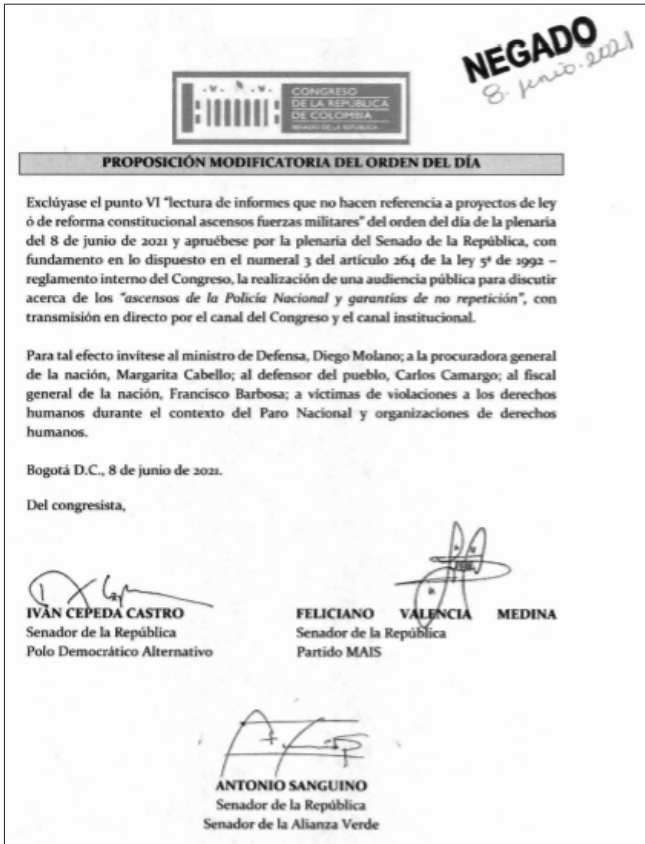 NEGADO
8. junio. 2021
CONGRESO
DE LA REPÚBLICA
DE COLOMBIA
SENADO DE LA REPÚBLICA
PROPOSICIÓN MODIFICATORIA DEL ORDEN DEL DÍA
Exclúyase el punto VI “lectura de informes que no hacen referencia a proyectos de ley
ó de reforma constitucional ascensos fuerzas militares” del orden del día de la plenaria
del 8 de junio de 2021 y apruébese por la plenaria del Senado de la República, con
fundamento en lo dispuesto en el numeral 3 del artículo 264 de la ley 5ª de 1992 –
reglamento interno del Congreso, la realización de una audiencia pública para discutir
acerca de los “ascensos de la Policía Nacional y garantías de no repetición”, con
transmisión en directo por el canal del Congreso y el canal institucional.
Para tal efecto invítese al ministro de Defensa, Diego Molano; a la procuradora general
de la nación, Margarita Cabello; al defensor del pueblo, Carlos Camargo; al fiscal
general de la nación, Francisco Barbosa; a víctimas de violaciones a los derechos
humanos durante el contexto del Paro Nacional y organizaciones de derechos
humanos.
Bogotá D.C., 8 de junio de 2021.
Del congresista,
IVÁN CEPEDA CASTRO
Senador de la República
Polo Democrático Alternativo
FELICIANO VALENCIA MEDINA
Senador de la República
Partido MAIS
ANTONIO SANGUINO
Senador de la República
Senador de la Alianza Verde